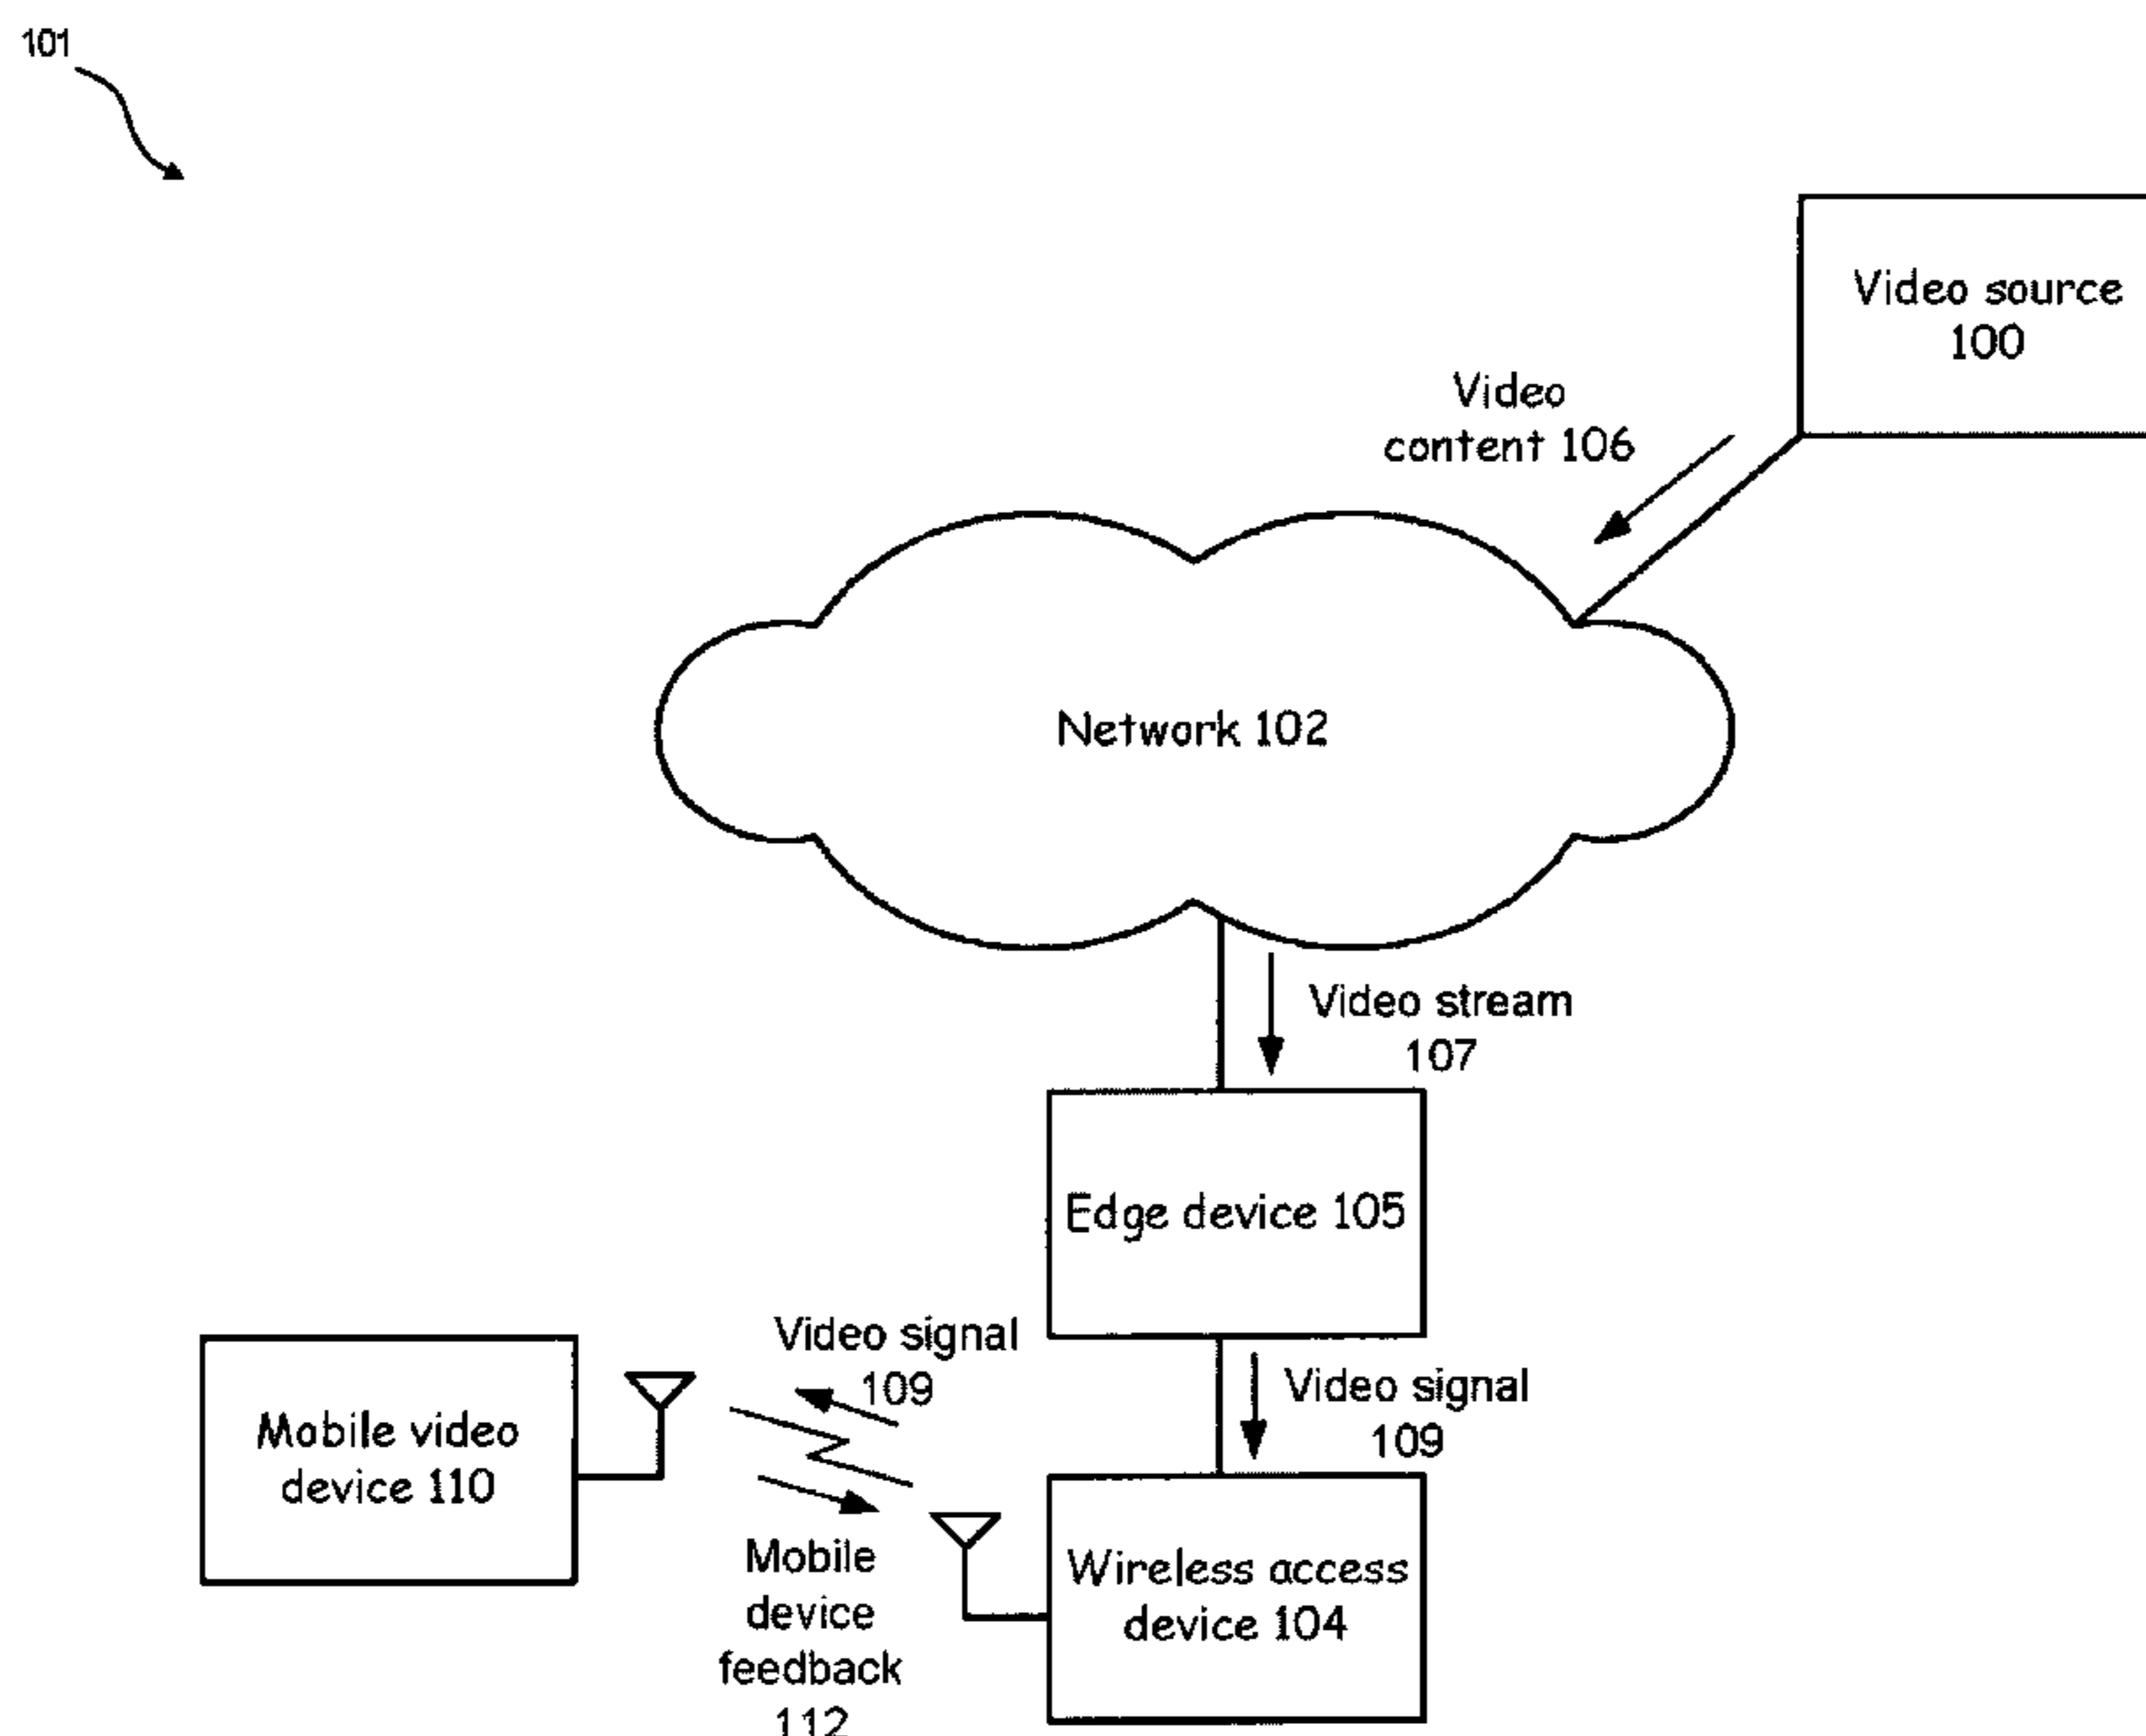 101
Video source
100
Video
content 106
Network 102
Video stream
107
Edge device 105
Video signal
109
Video signal
109
Mobile video
device 110
Mobile
device
feedback
112
Wireless access
device 104